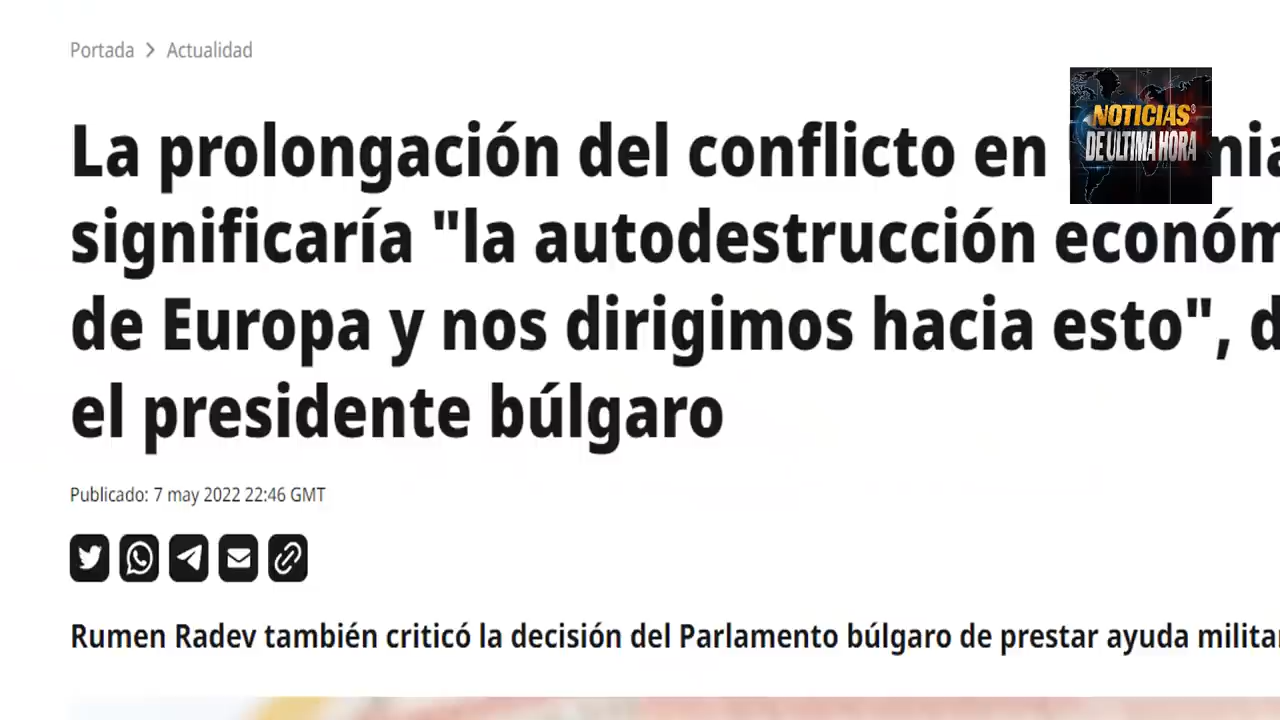 Portada > Actualidad
La prolongación del conflicto en
significaría "la autodestrucción
de Europa y nos dirigimos hacia esto",
el presidente búlgaro
NOTICIAS®
DE ULTIMA HORA
Publicado: 7 may 2022 22:46 GMT
Rumen Radev también criticó la decisión del Parlamento búlgaro de prestar ayuda